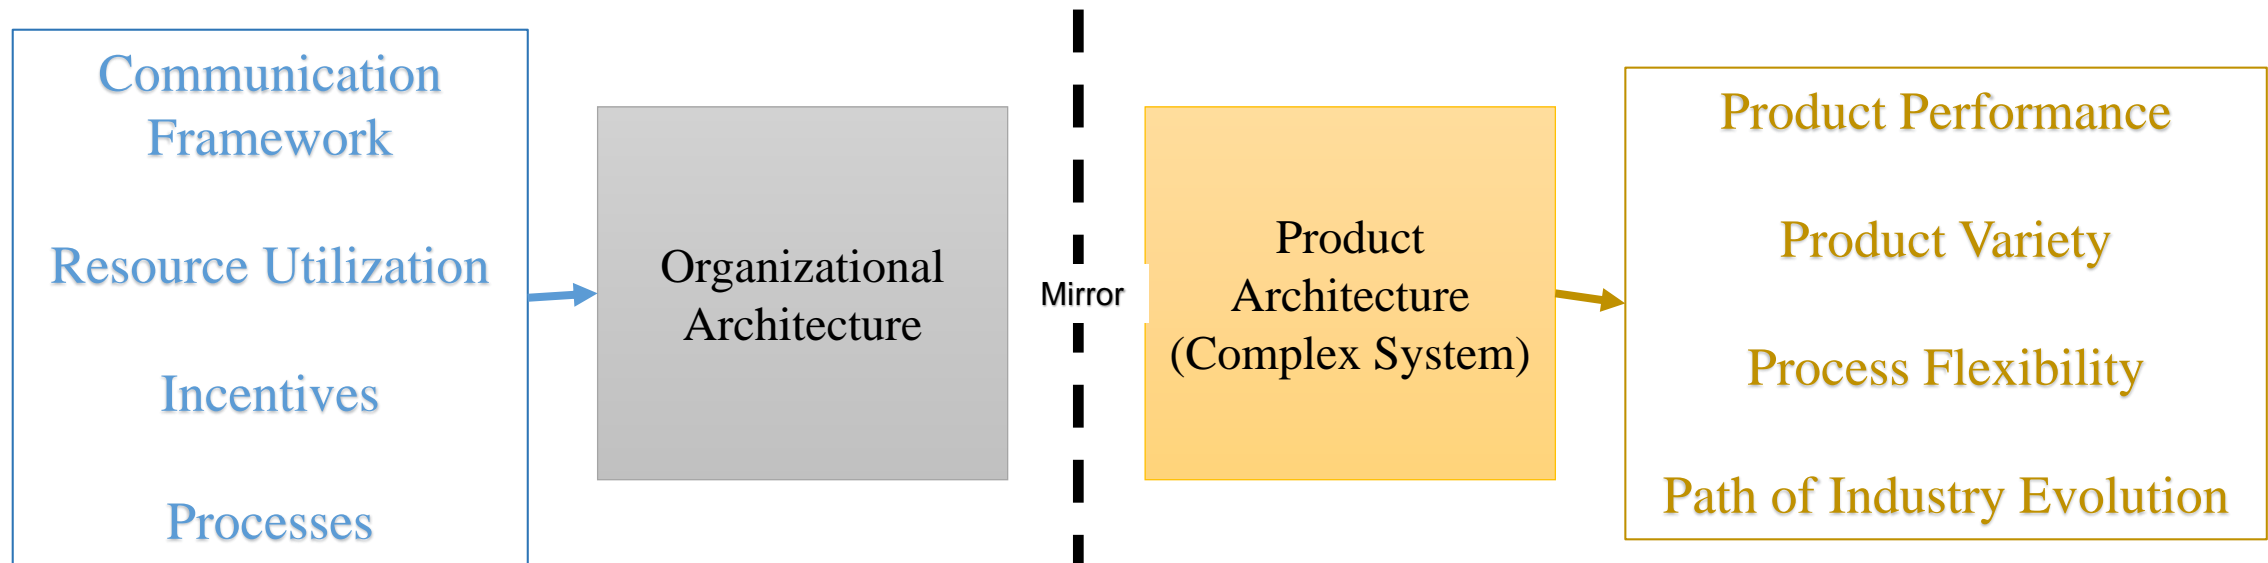 Communication
Framework
Resource Utilization
Incentives
Processes
Organizational
Architecture
Mirror
Product
Architecture
(Complex System)
Product Performance
Product Variety
Process Flexibility
Path of Industry Evolution